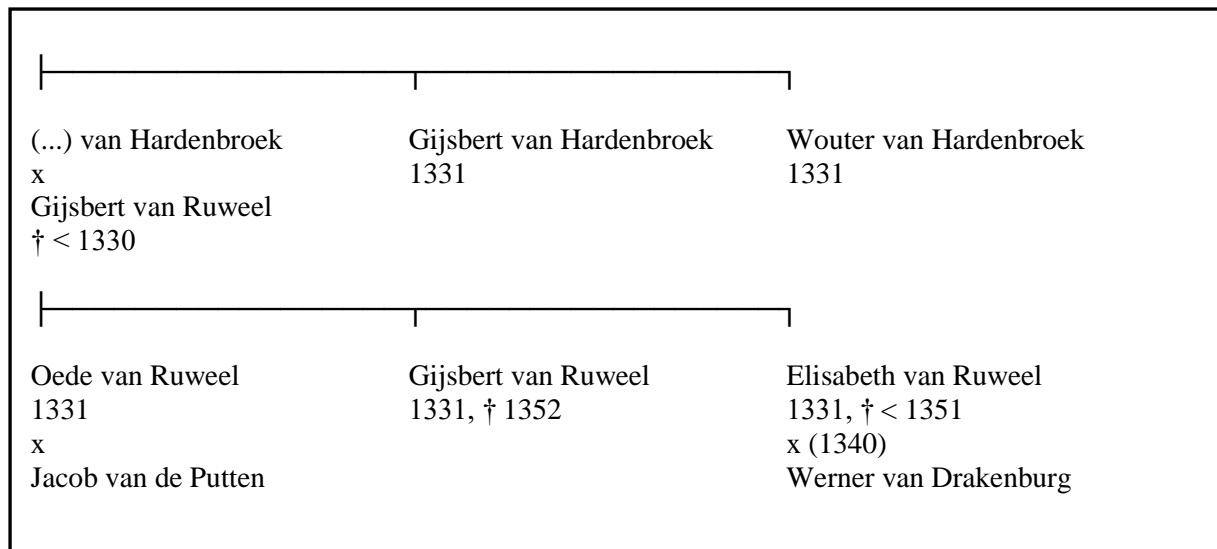 (...) van Hardenbroek Gijsbert van Hardenbroek Wouter van Hardenbroek
x 1331 1331
Gijsbert van Ruweel
† < 1330
Oede van Ruweel Gijsbert van Ruweel Elisabeth van Ruweel
1331 1331, † 1352 1331, † < 1351
x x (1340)
Jacob van de Putten Werner van Drakenburg